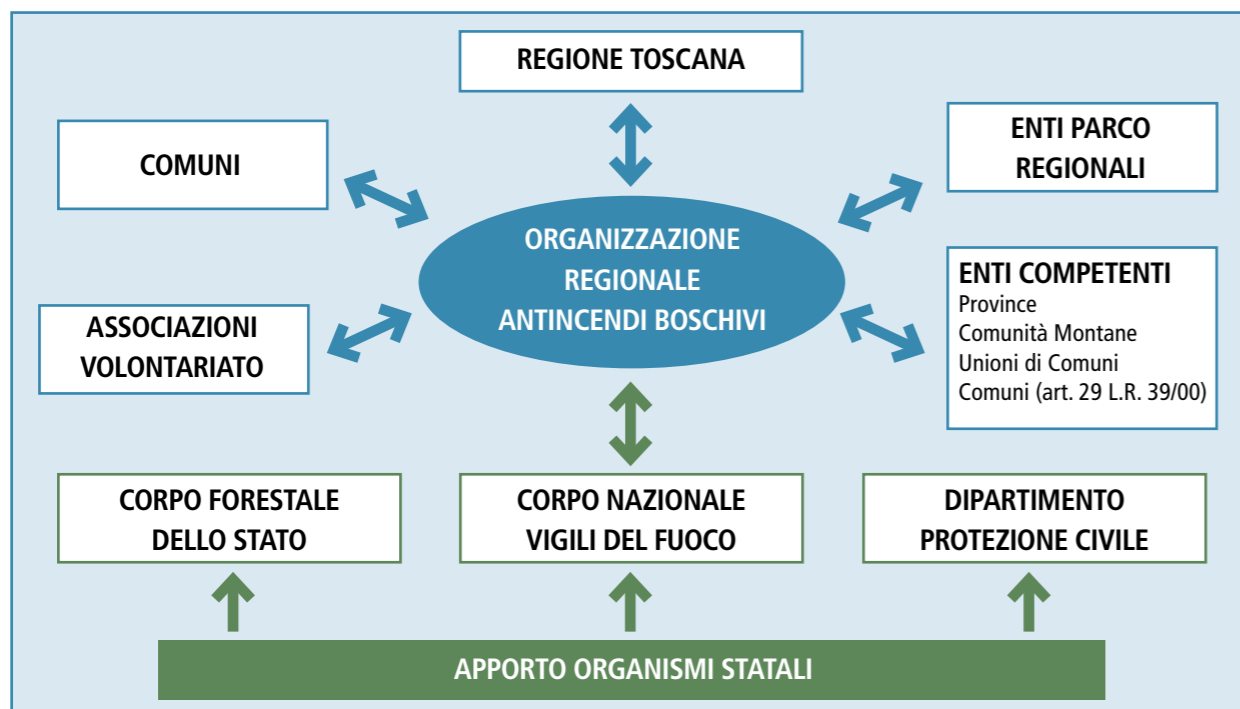 REGIONE TOSCANA
COMUNI
ENTI PARCO
REGIONALI
ORGANIZZAZIONE
REGIONALE
ANTINCENDI BOSCHIVI
ASSOCIAZIONI
VOLONTARIATO
ENTI COMPETENTI
Province
Comunità Montane
Unioni di Comuni
Comuni (art. 29 L.R. 39/00)
CORPO FORESTALE
DELLO STATO
CORPO NAZIONALE
VIGILI DEL FUOCO
DIPARTIMENTO
PROTEZIONE CIVILE
APPORTO ORGANISMI STATALI